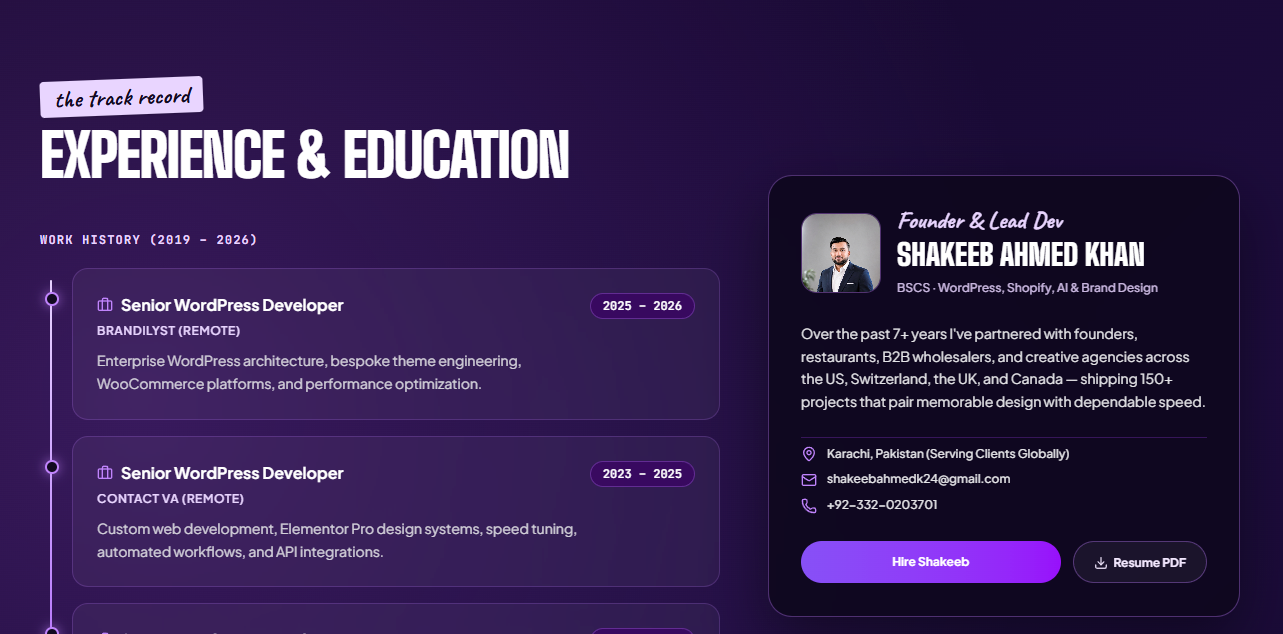 the track record
EXPERIENCE & EDUCATION
WORK HISTORY (2019 – 2026)
Senior WordPress Developer
2025 – 2026
BRANDILYST (REMOTE)
Enterprise WordPress architecture, bespoke theme engineering,
WooCommerce platforms, and performance optimization.
Senior WordPress Developer
2023 – 2025
CONTACT VA (REMOTE)
Custom web development, Elementor Pro design systems, speed tuning,
automated workflows, and API integrations.
Founder & Lead Dev
SHAKEEB AHMED KHAN
BSCS · WordPress, Shopify, AI & Brand Design
Over the past 7+ years I've partnered with founders,
restaurants, B2B wholesalers, and creative agencies across
the US, Switzerland, the UK, and Canada — shipping 150+
projects that pair memorable design with dependable speed.
Karachi, Pakistan (Serving Clients Globally)
shakeebahmedk24@gmail.com
+92-332-0203701
Hire Shakeeb
Resume PDF